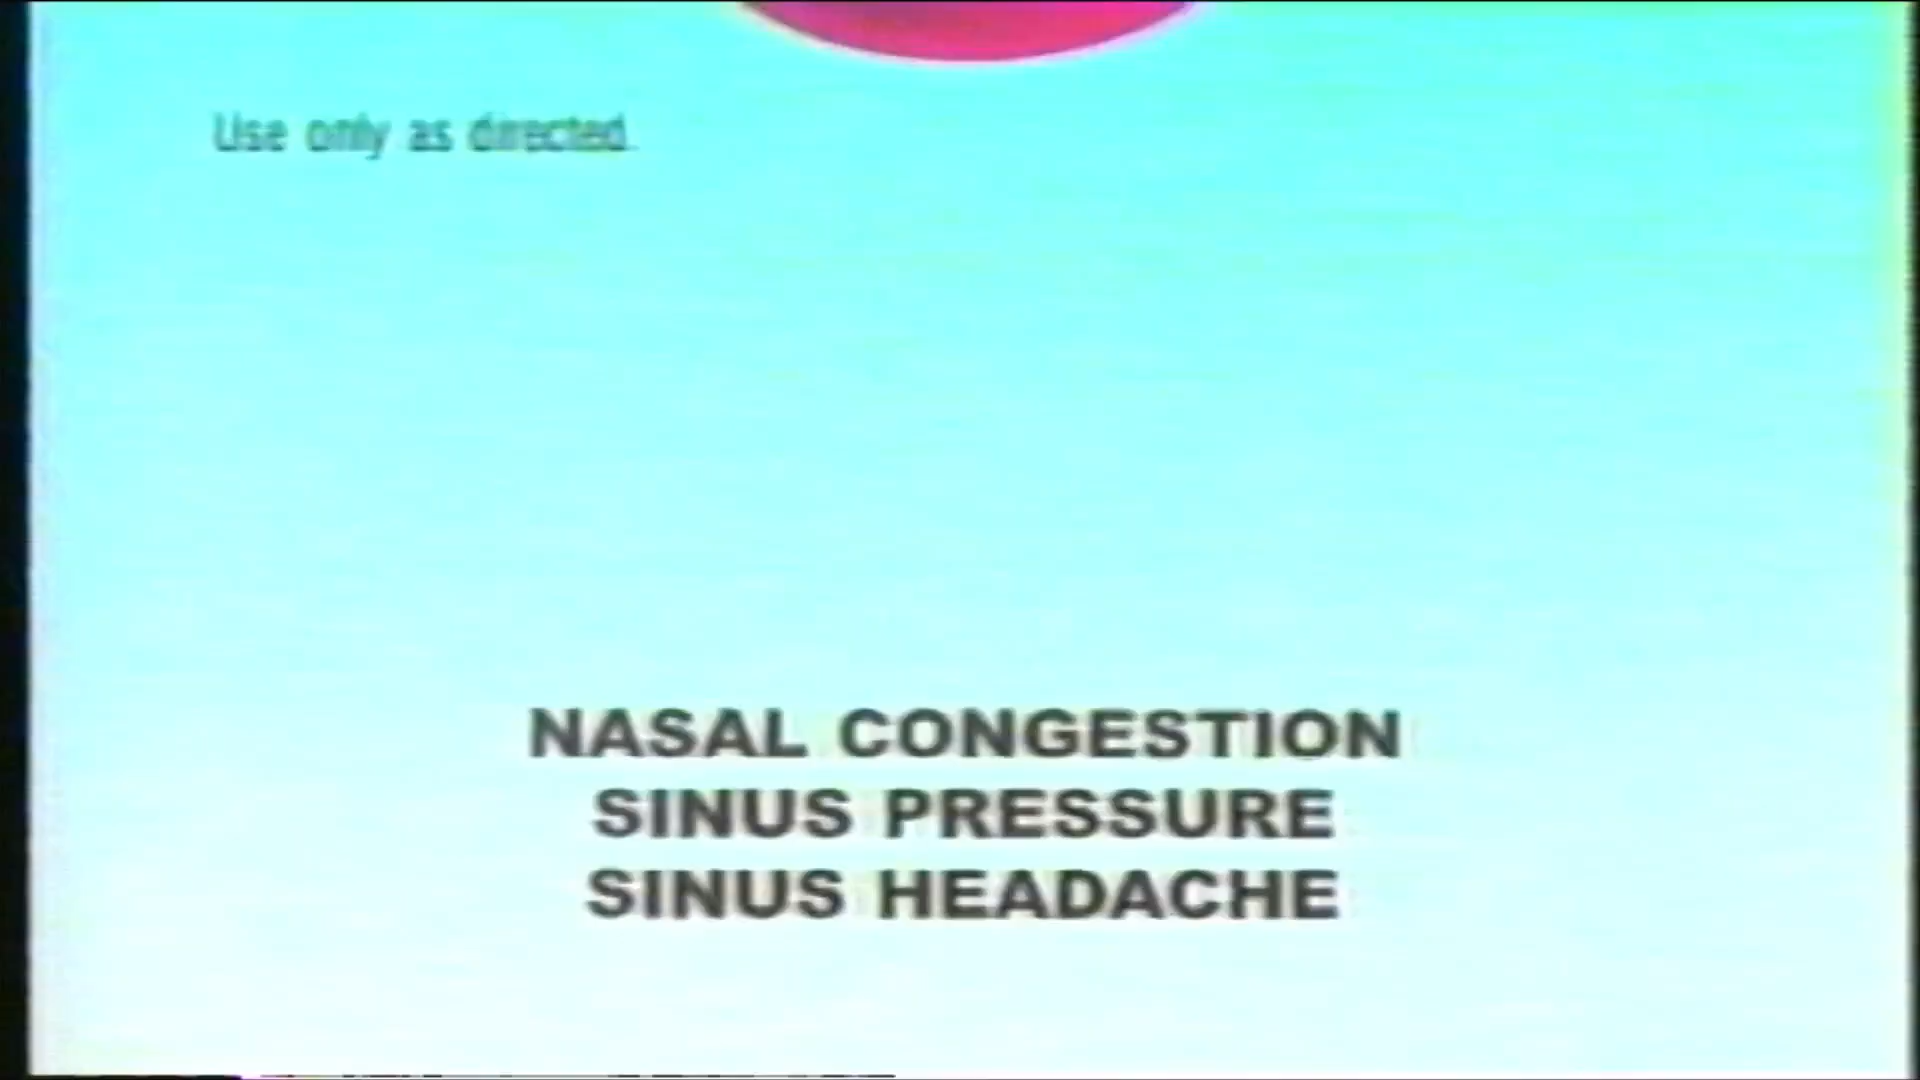 Use only as directed.
NASAL CONGESTION
SINUS PRESSURE
SINUS HEADACHE